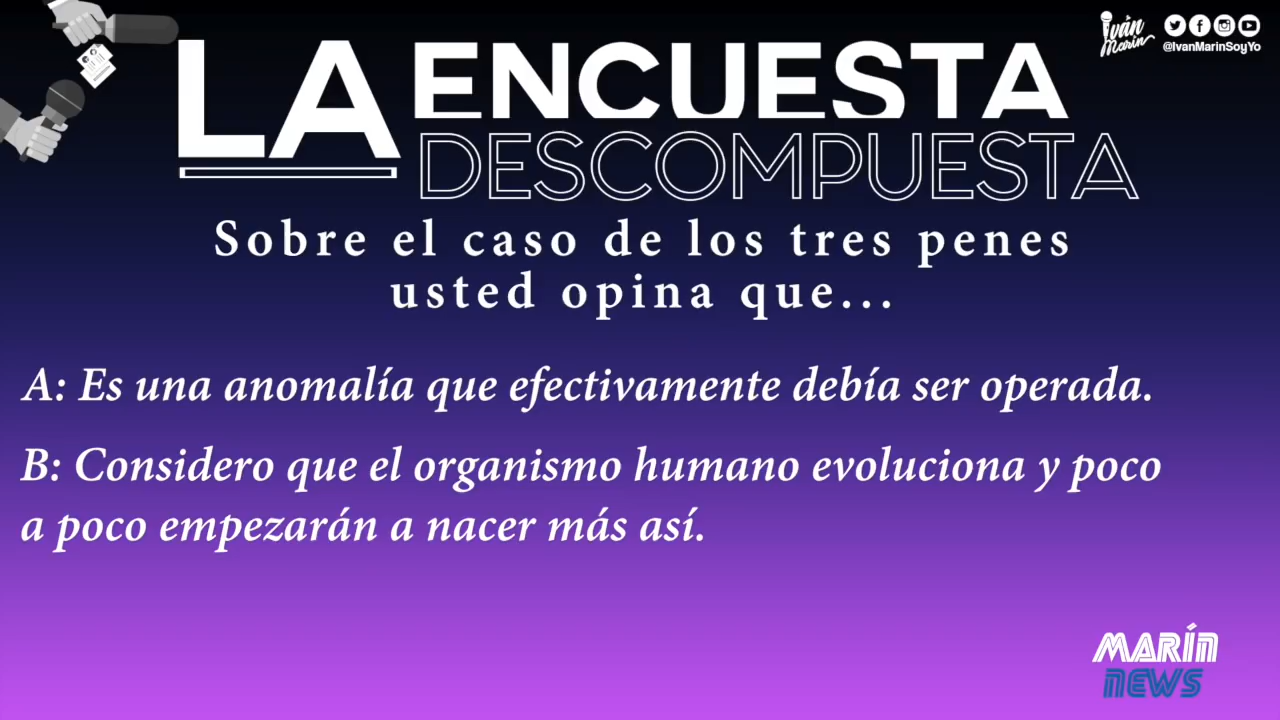 Iván
Marín
@IvanMarinSoyYo
LA ENCUESTA
DESCOMPUESTA
Sobre el caso de los tres penes
usted opina que...
A: Es una anomalía que efectivamente debía ser operada.
B: Considero que el organismo humano evoluciona y poco
a poco empezarán a nacer más así.
MARÍN
NEWS